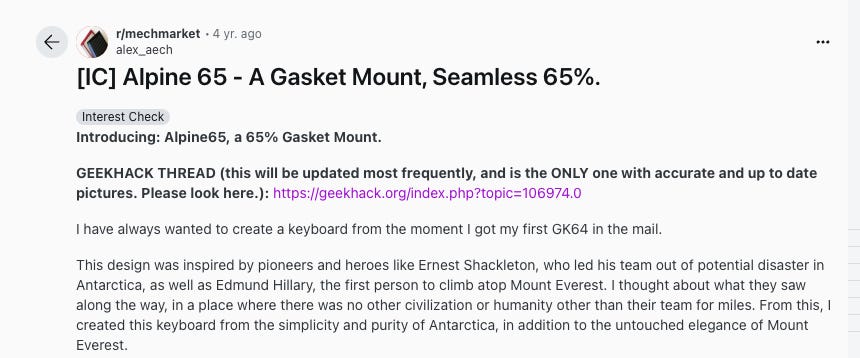 r/mechmarket • 4 yr. ago
alex_aech
[IC] Alpine 65 - A Gasket Mount, Seamless 65%.
Interest Check
Introducing: Alpine65, a 65% Gasket Mount.
GEEKHACK THREAD (this will be updated most frequently, and is the ONLY one with accurate and up to date
pictures. Please look here.): https://geekhack.org/index.php?topic=106974.0
I have always wanted to create a keyboard from the moment I got my first GK64 in the mail.
This design was inspired by pioneers and heroes like Ernest Shackleton, who led his team out of potential disaster in
Antarctica, as well as Edmund Hillary, the first person to climb atop Mount Everest. I thought about what they saw
along the way, in a place where there was no other civilization or humanity other than their team for miles. From this, I
created this keyboard from the simplicity and purity of Antarctica, in addition to the untouched elegance of Mount
Everest.